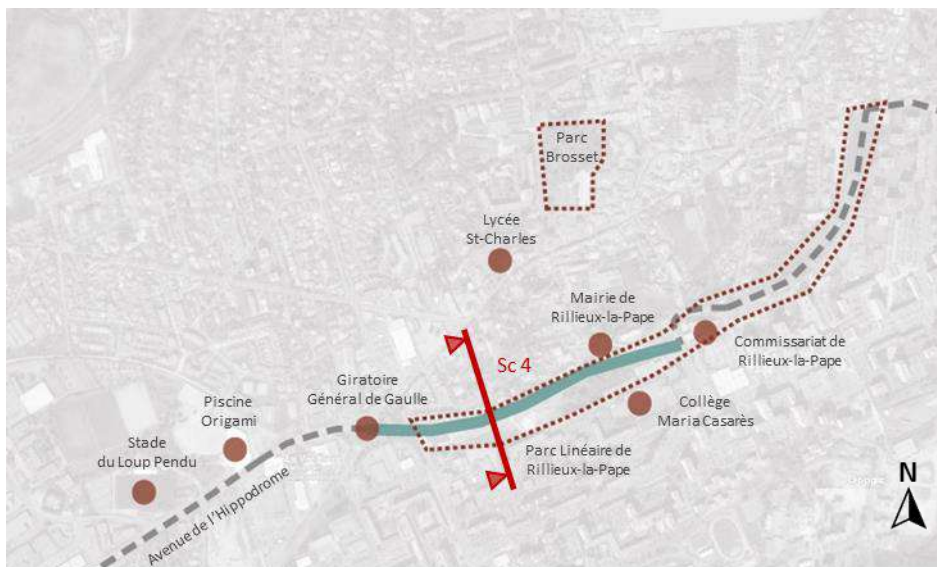 Parc
Brosset
Lycée
St-Charles
Mairie de
Rillieux-la-Pape
Sc 4
Commissariat de
Rillieux-la-Pape
Giratoire
Général de Gaulle
Piscine
Origami
Collège
Maria Casarès
Stade
du Loup Pendu
Parc Linéaire de
Rillieux-la-Pape
Avenue de l'Hippodrome
N